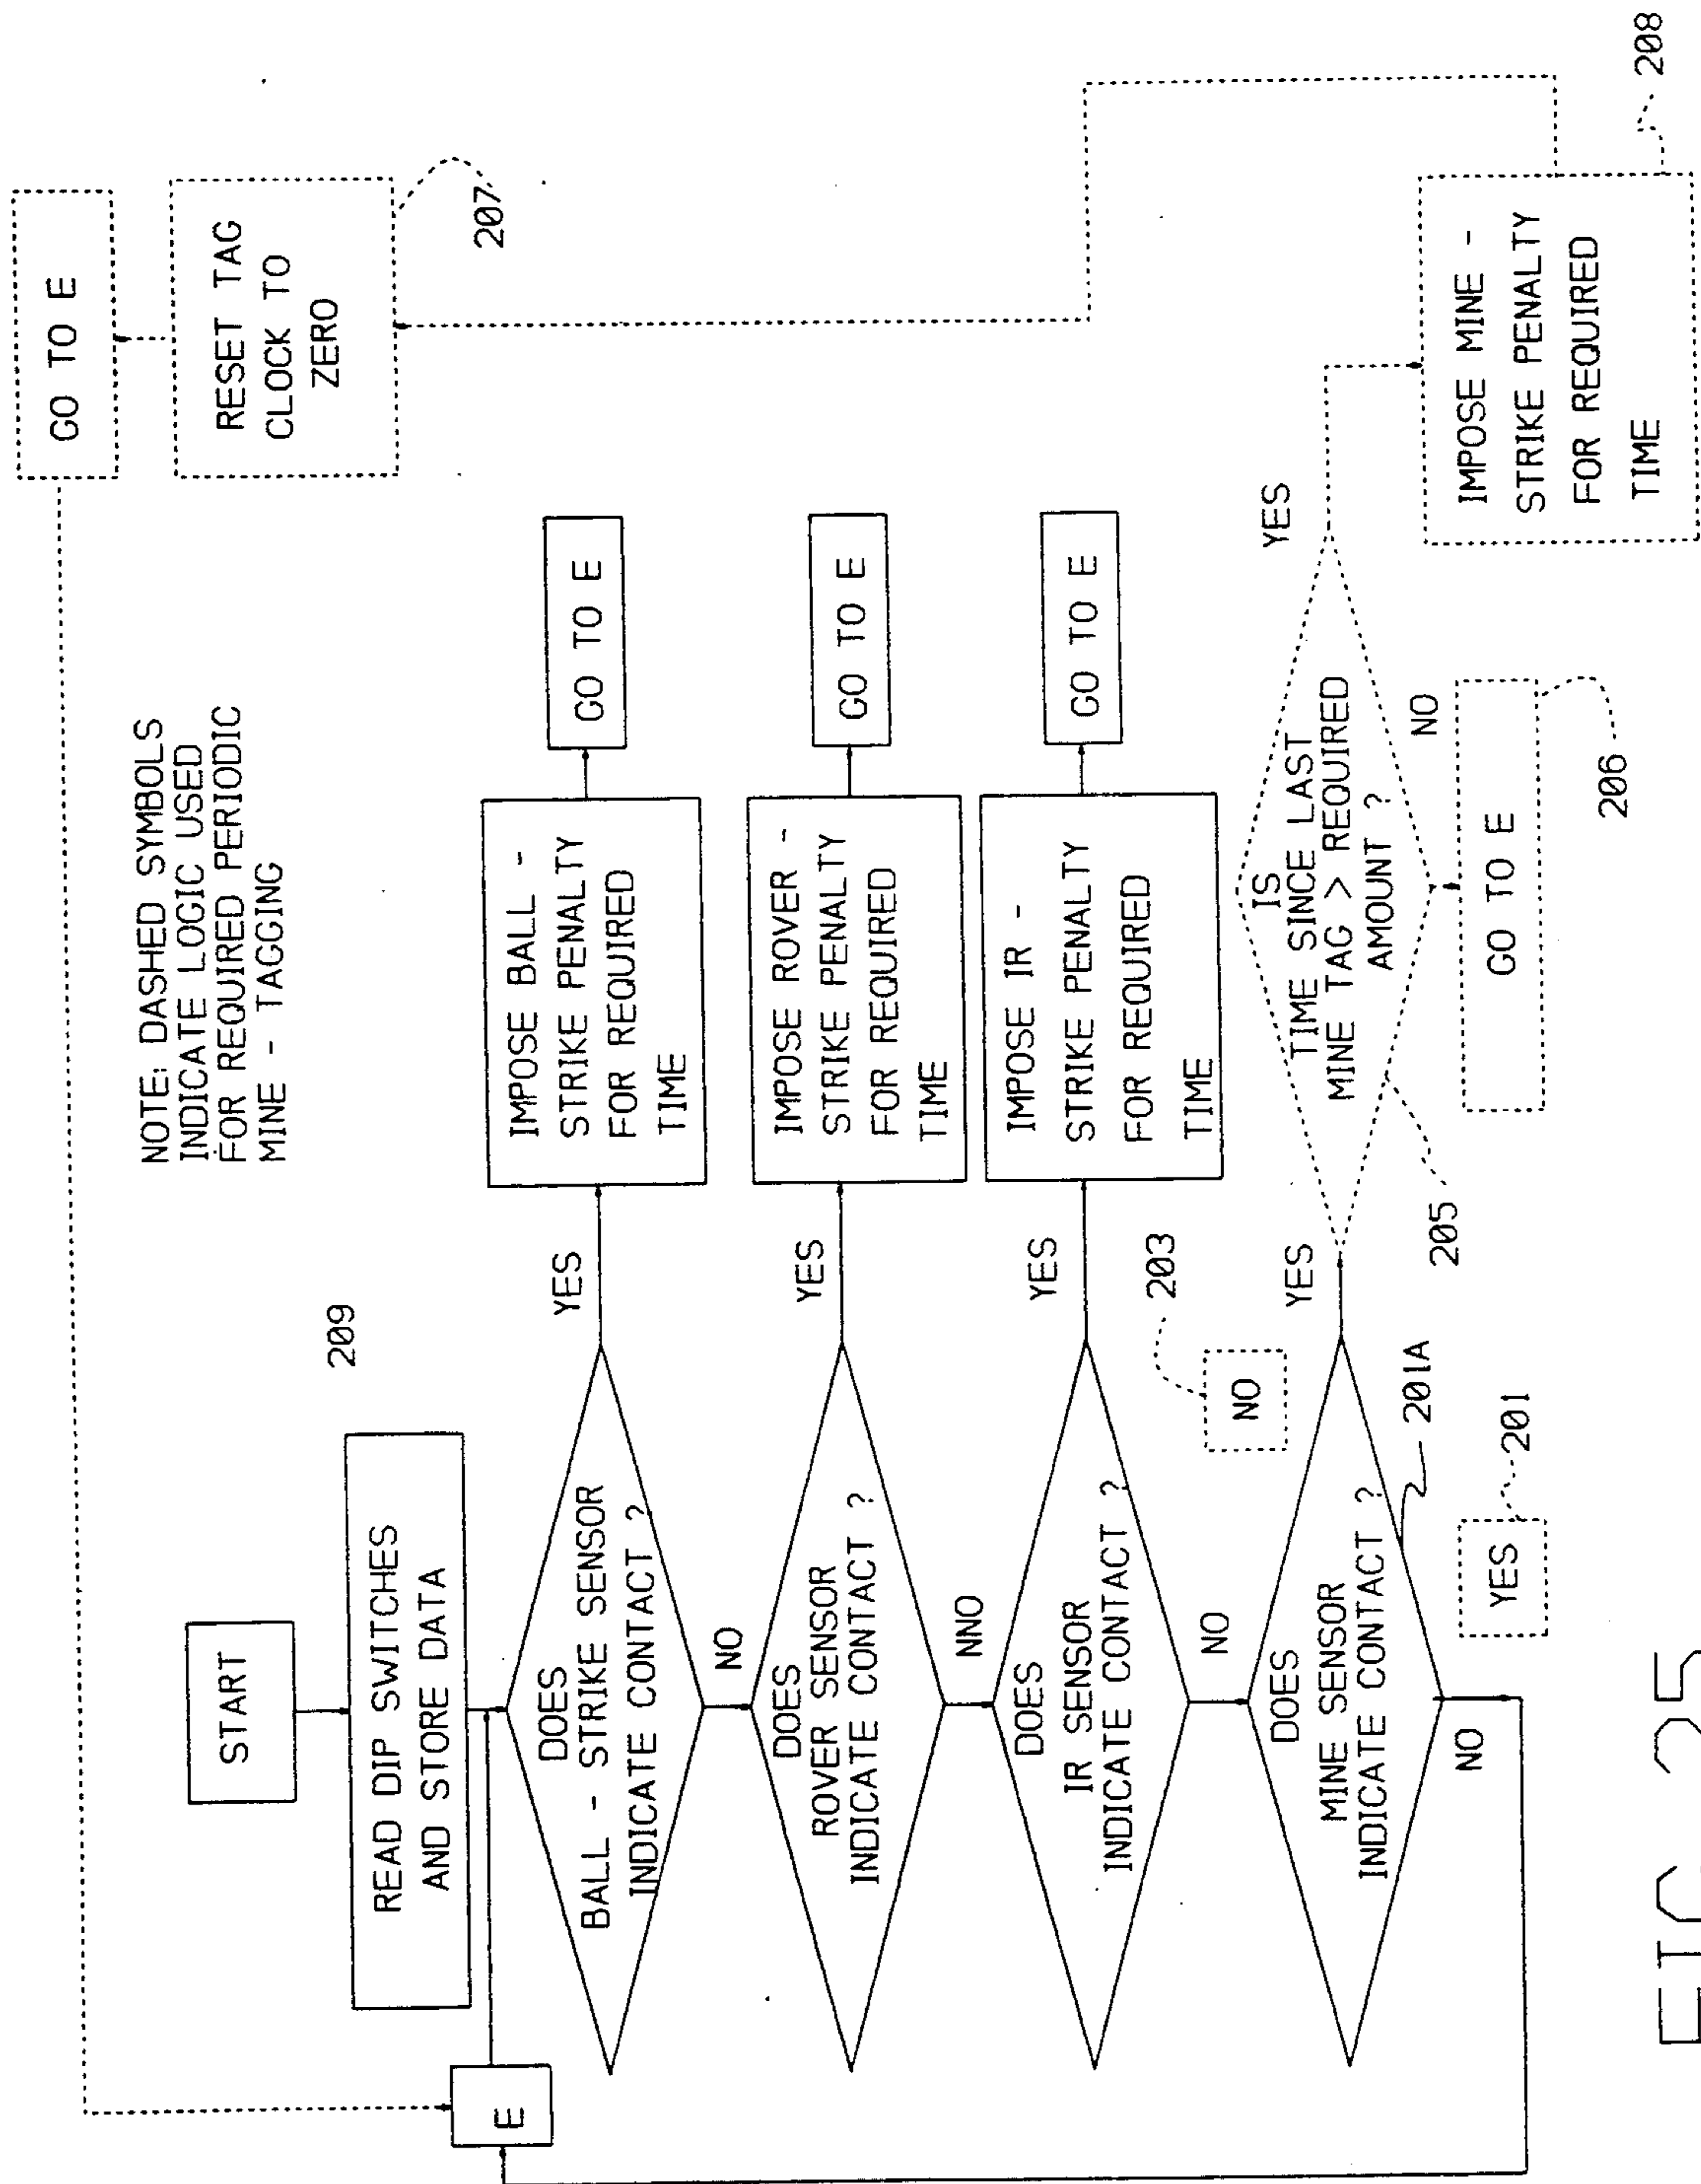 GO TO E
RESET TAG
CLOCK TO
ZERO
207
NOTE: DASHED SYMBOLS
INDICATE LOGIC USED
FOR REQUIRED PERIODIC
MINE - TAGGING
START
READ DIP SWITCHES
AND STORE DATA
209
E
DOES
BALL - STRIKE SENSOR
INDICATE CONTACT ?
YES
IMPOSE BALL -
STRIKE PENALTY
FOR REQUIRED
TIME
GO TO E
NO
DOES
ROVER SENSOR
INDICATE CONTACT ?
YES
IMPOSE ROVER -
STRIKE PENALTY
FOR REQUIRED
TIME
GO TO E
NNO
DOES
IR SENSOR
INDICATE CONTACT ?
YES
IMPOSE IR -
STRIKE PENALTY
FOR REQUIRED
TIME
GO TO E
NO
NO
203
DOES
MINE SENSOR
INDICATE CONTACT ?
YES
201A
NO
YES
201
IS
TIME SINCE LAST
MINE TAG > REQUIRED
AMOUNT ?
205
YES
NO
GO TO E
206
IMPOSE MINE -
STRIKE PENALTY
FOR REQUIRED
TIME
208
FIG 25